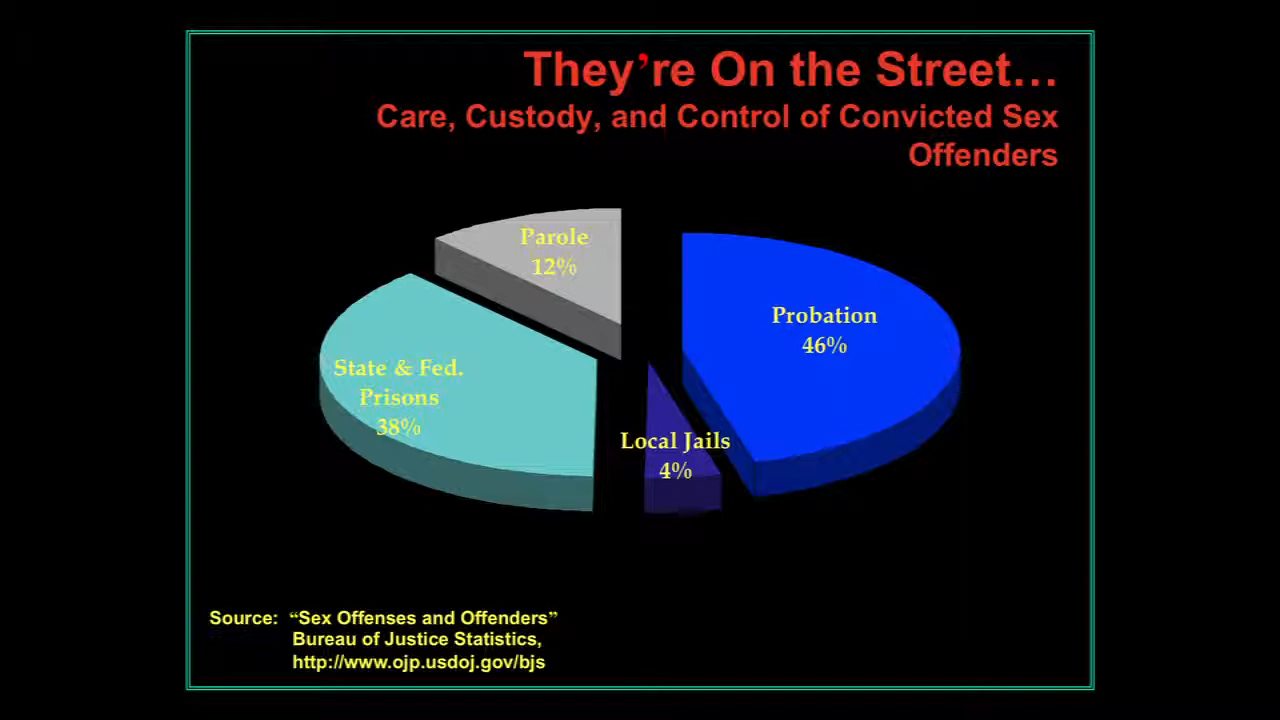 They’re On the Street…
Care, Custody, and Control of Convicted Sex
Offenders
Parole
12%
Probation
46%
State & Fed.
Prisons
38%
Local Jails
4%
Source: “Sex Offenses and Offenders”
Bureau of Justice Statistics,
http://www.ojp.usdoj.gov/bjs